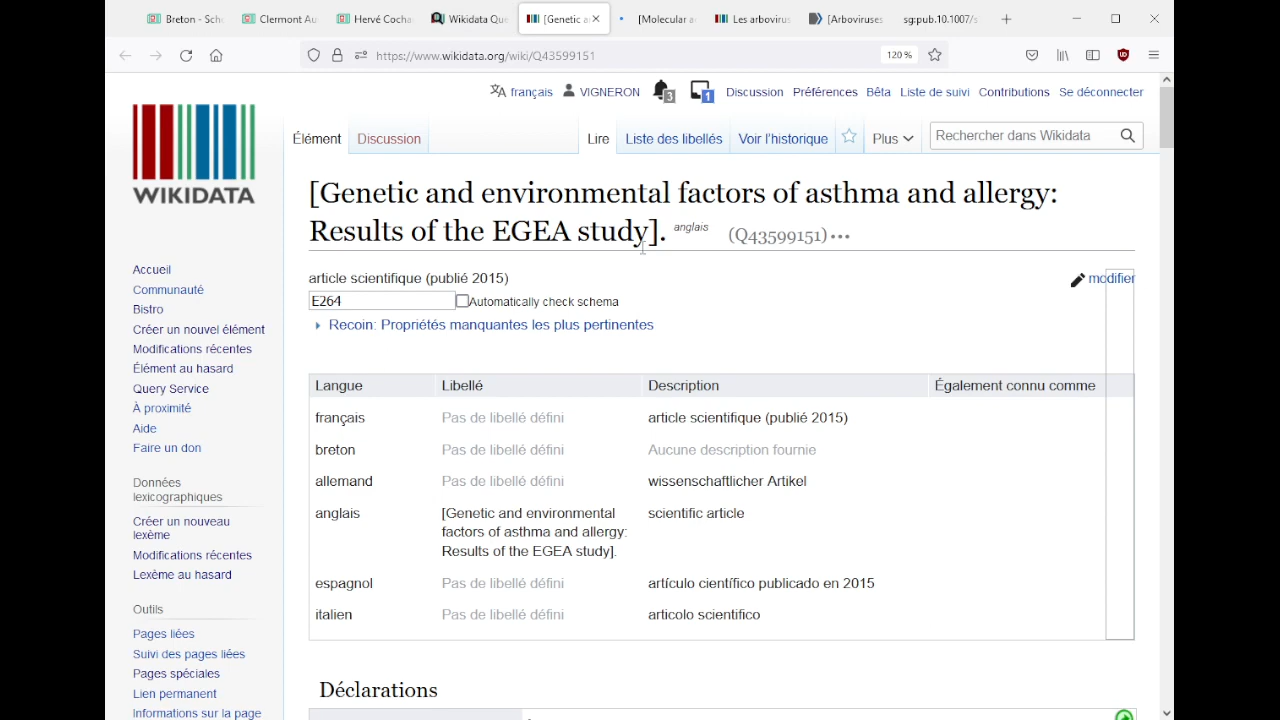 Breton - Sch
Clermont Au
Hervé Cocha
Wikidata Qu
[Genetic a
[Molecular a
Les arboviru
[Arboviruses
sg:pub.10.1007/s
https://www.wikidata.org/wiki/Q43599151
120 %
français
VIGNERON
3
1
Discussion
Préférences
Bêta
Liste de suivi
Contributions
Se déconnecter
WIKIDATA
Élément
Discussion
Lire
Liste des libellés
Voir l'historique
Plus
Rechercher dans Wikidata
[Genetic and environmental factors of asthma and allergy:
Results of the EGEA study]. anglais (Q43599151)
article scientifique (publié 2015)
modifier
E264
Automatically check schema
Recoin: Propriétés manquantes les plus pertinentes
Langue Libellé Description Également connu comme
français Pas de libellé défini article scientifique (publié 2015)
breton Pas de libellé défini Aucune description fournie
allemand Pas de libellé défini wissenschaftlicher Artikel
anglais [Genetic and environmental scientific article
factors of asthma and allergy:
Results of the EGEA study].
espagnol Pas de libellé défini artículo científico publicado en 2015
italien Pas de libellé défini articolo scientifico
Déclarations
Accueil
Communauté
Bistro
Créer un nouvel élément
Modifications récentes
Élément au hasard
Query Service
À proximité
Aide
Faire un don
Données
lexicographiques
Créer un nouveau
lexème
Modifications récentes
Lexème au hasard
Outils
Pages liées
Suivi des pages liées
Pages spéciales
Lien permanent
Informations sur la page